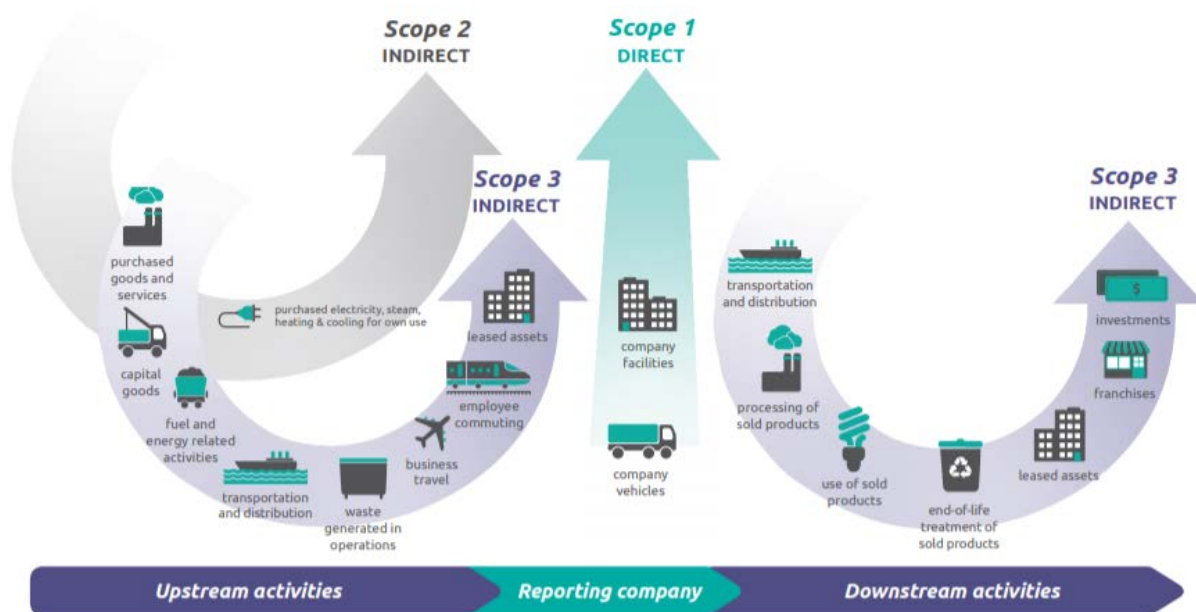 Scope 2
INDIRECT
Scope 1
DIRECT
Scope 3
INDIRECT
Scope 3
INDIRECT
purchased
goods and
services
capital
goods
fuel and
energy related
activities
purchased electricity, steam,
heating & cooling for own use
transportation
and distribution
waste
generated in
operations
business
travel
employee
commuting
leased assets
company
facilities
company
vehicles
transportation
and distribution
processing of
sold products
use of sold
products
end-of-life
treatment of
sold products
leased assets
franchises
$
investments
Upstream activities
Reporting company
Downstream activities